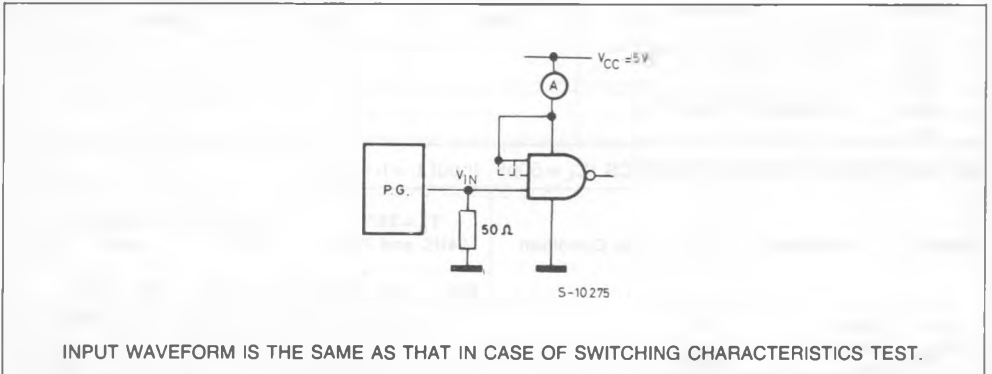 V_CC = 5V
A
P.G.
V_IN
50 Ω
S-10275
INPUT WAVEFORM IS THE SAME AS THAT IN CASE OF SWITCHING CHARACTERISTICS TEST.